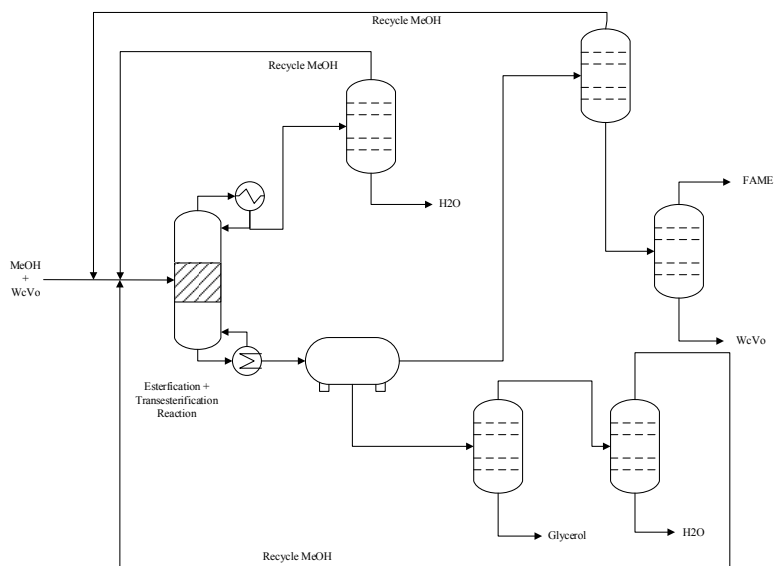 Recycle MeOH
Recycle MeOH
FAME
H2O
MeOH
+
WcVo
WcVo
Esterfication +
Transesterification
Reaction
Glycerol
H2O
Recycle MeOH